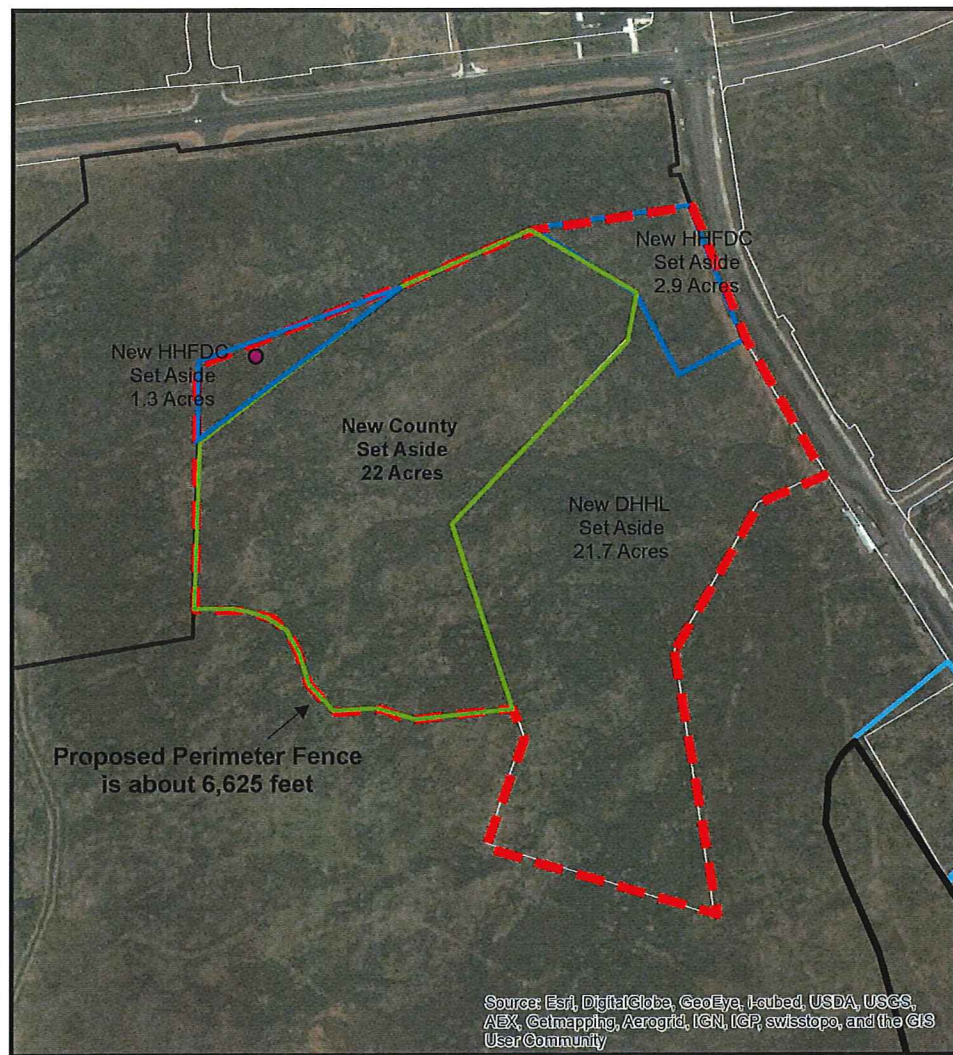 New HHFDC
Set Aside
2.9 Acres
New HHFDC
Set Aside
1.3 Acres
New County
Set Aside
22 Acres
New DHHL
Set Aside
21.7 Acres
Proposed Perimeter Fence
is about 6,625 feet
Source: Esri, DigitalGlobe, GeoEye, i-cubed, USDA, USGS,
AEX, Getmapping, Aerogrid, IGN, IGP, swisstopo, and the GIS
User Community